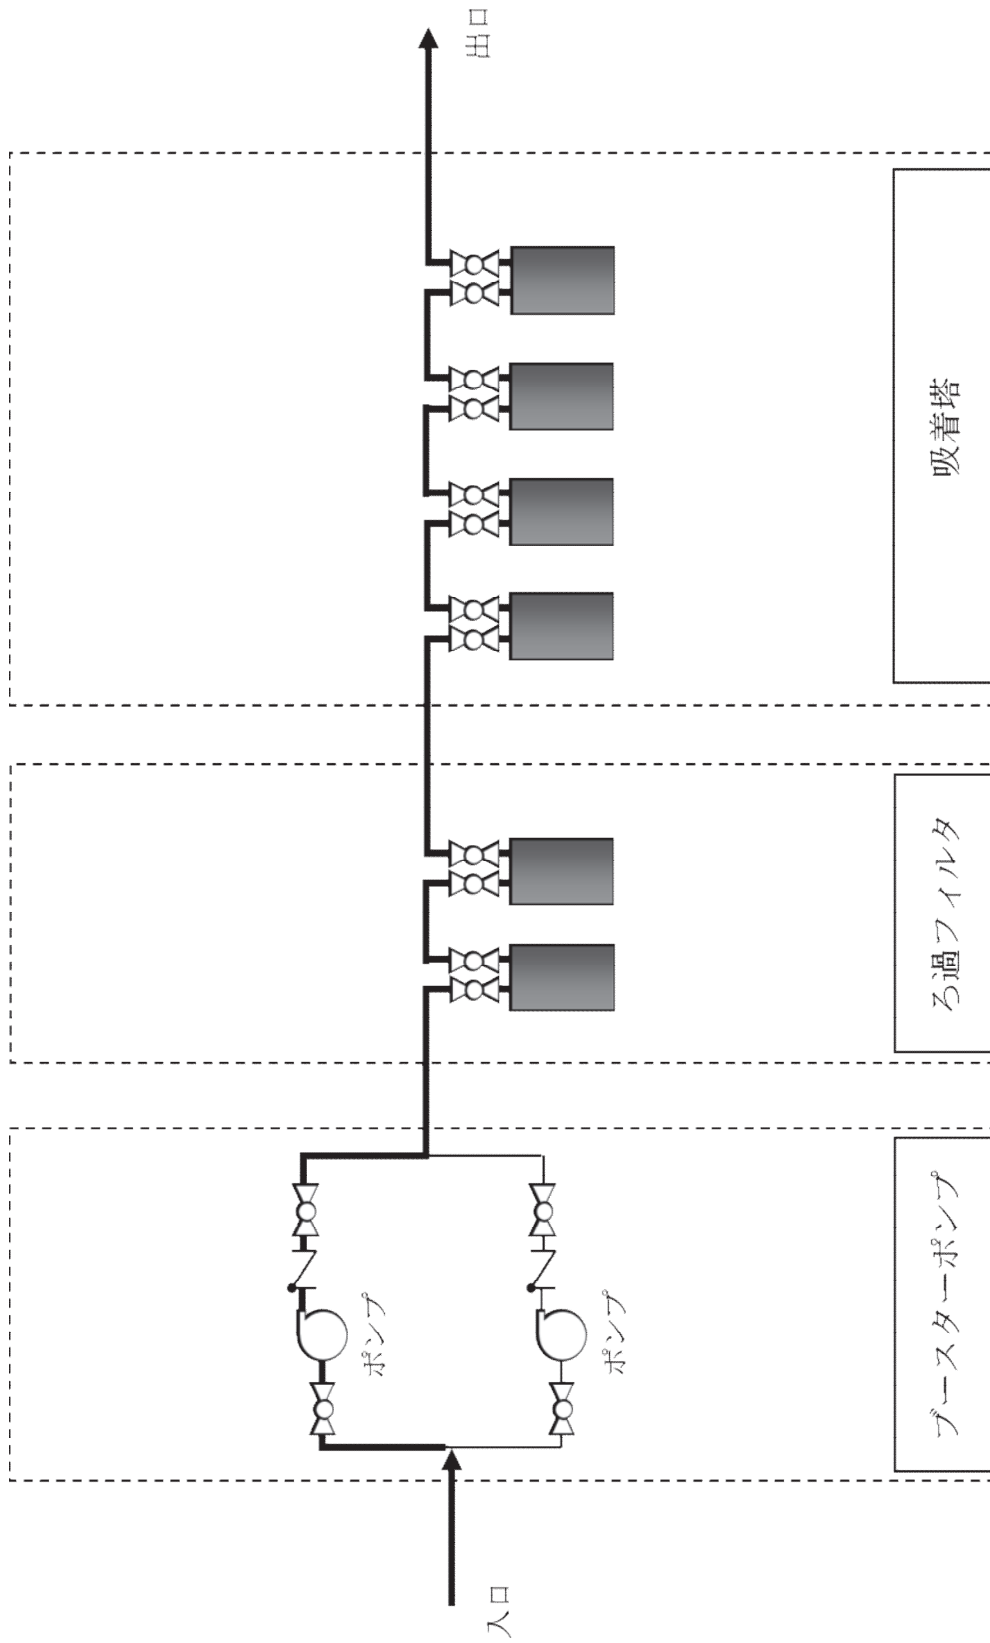 入口
ポンプ
ポンプ
ブースターポンプ
ろ過フィルタ
吸着塔
出口